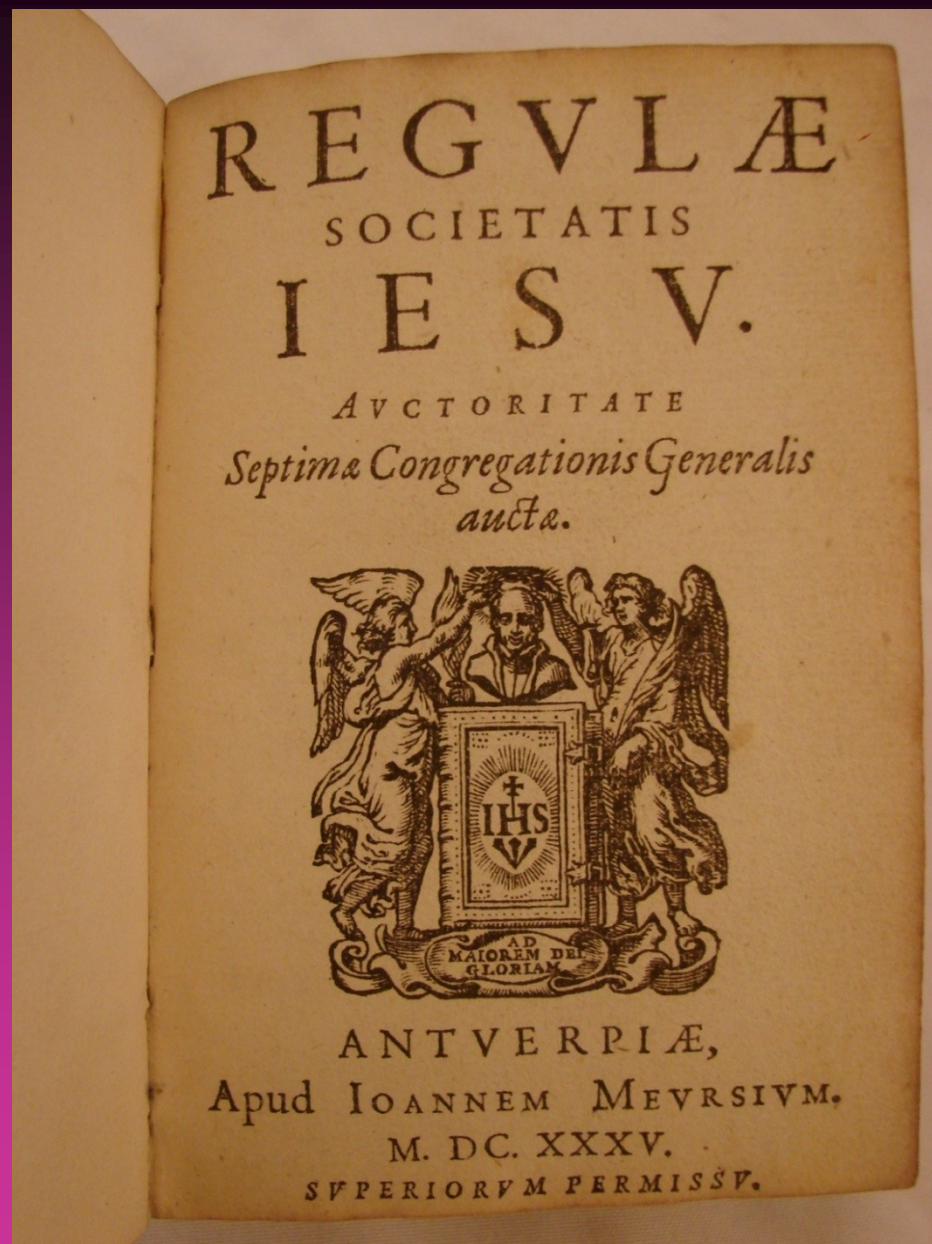 REGVLÆ
SOCIETATIS
IESV.
AVCTORITATE
Septimæ Congregationis Generalis
auctæ.
IHS
AD
MAIOREM DEI
GLORIAM
ANTVERPIÆ,
Apud IOANNEM MEVRSIVM.
M. DC. XXXV.
SVPERIORVM PERMISSV.